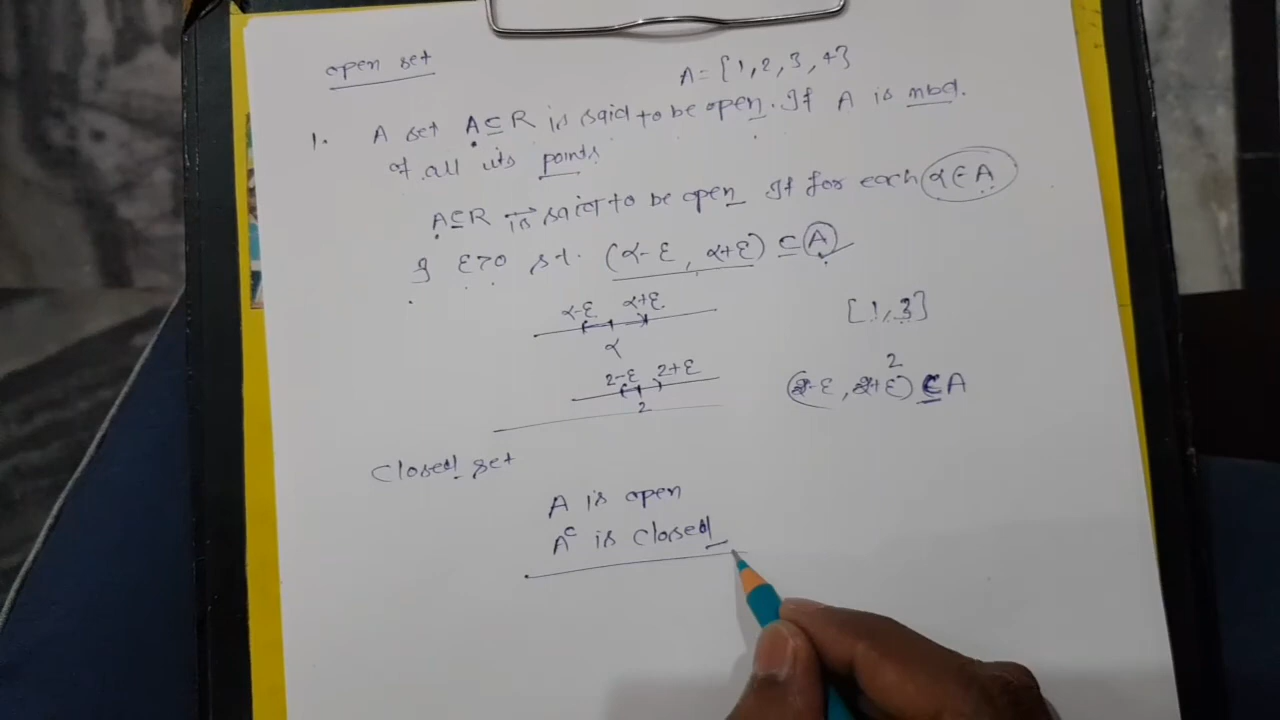 open set
A = {1, 2, 3, 4}
1. A set A ⊆ R is said to be open. If A is nbd.
of all its points
A ⊆ R is said to be open If for each α ∈ A
∃ ε>0 st. (α-ε, α+ε) ⊆ A
α-ε α+ε
α
[1, 3]
2-ε 2+ε
2
2
(2-ε, 2+ε) ⊆ A
Closed set
A is open
Aᶜ is closed